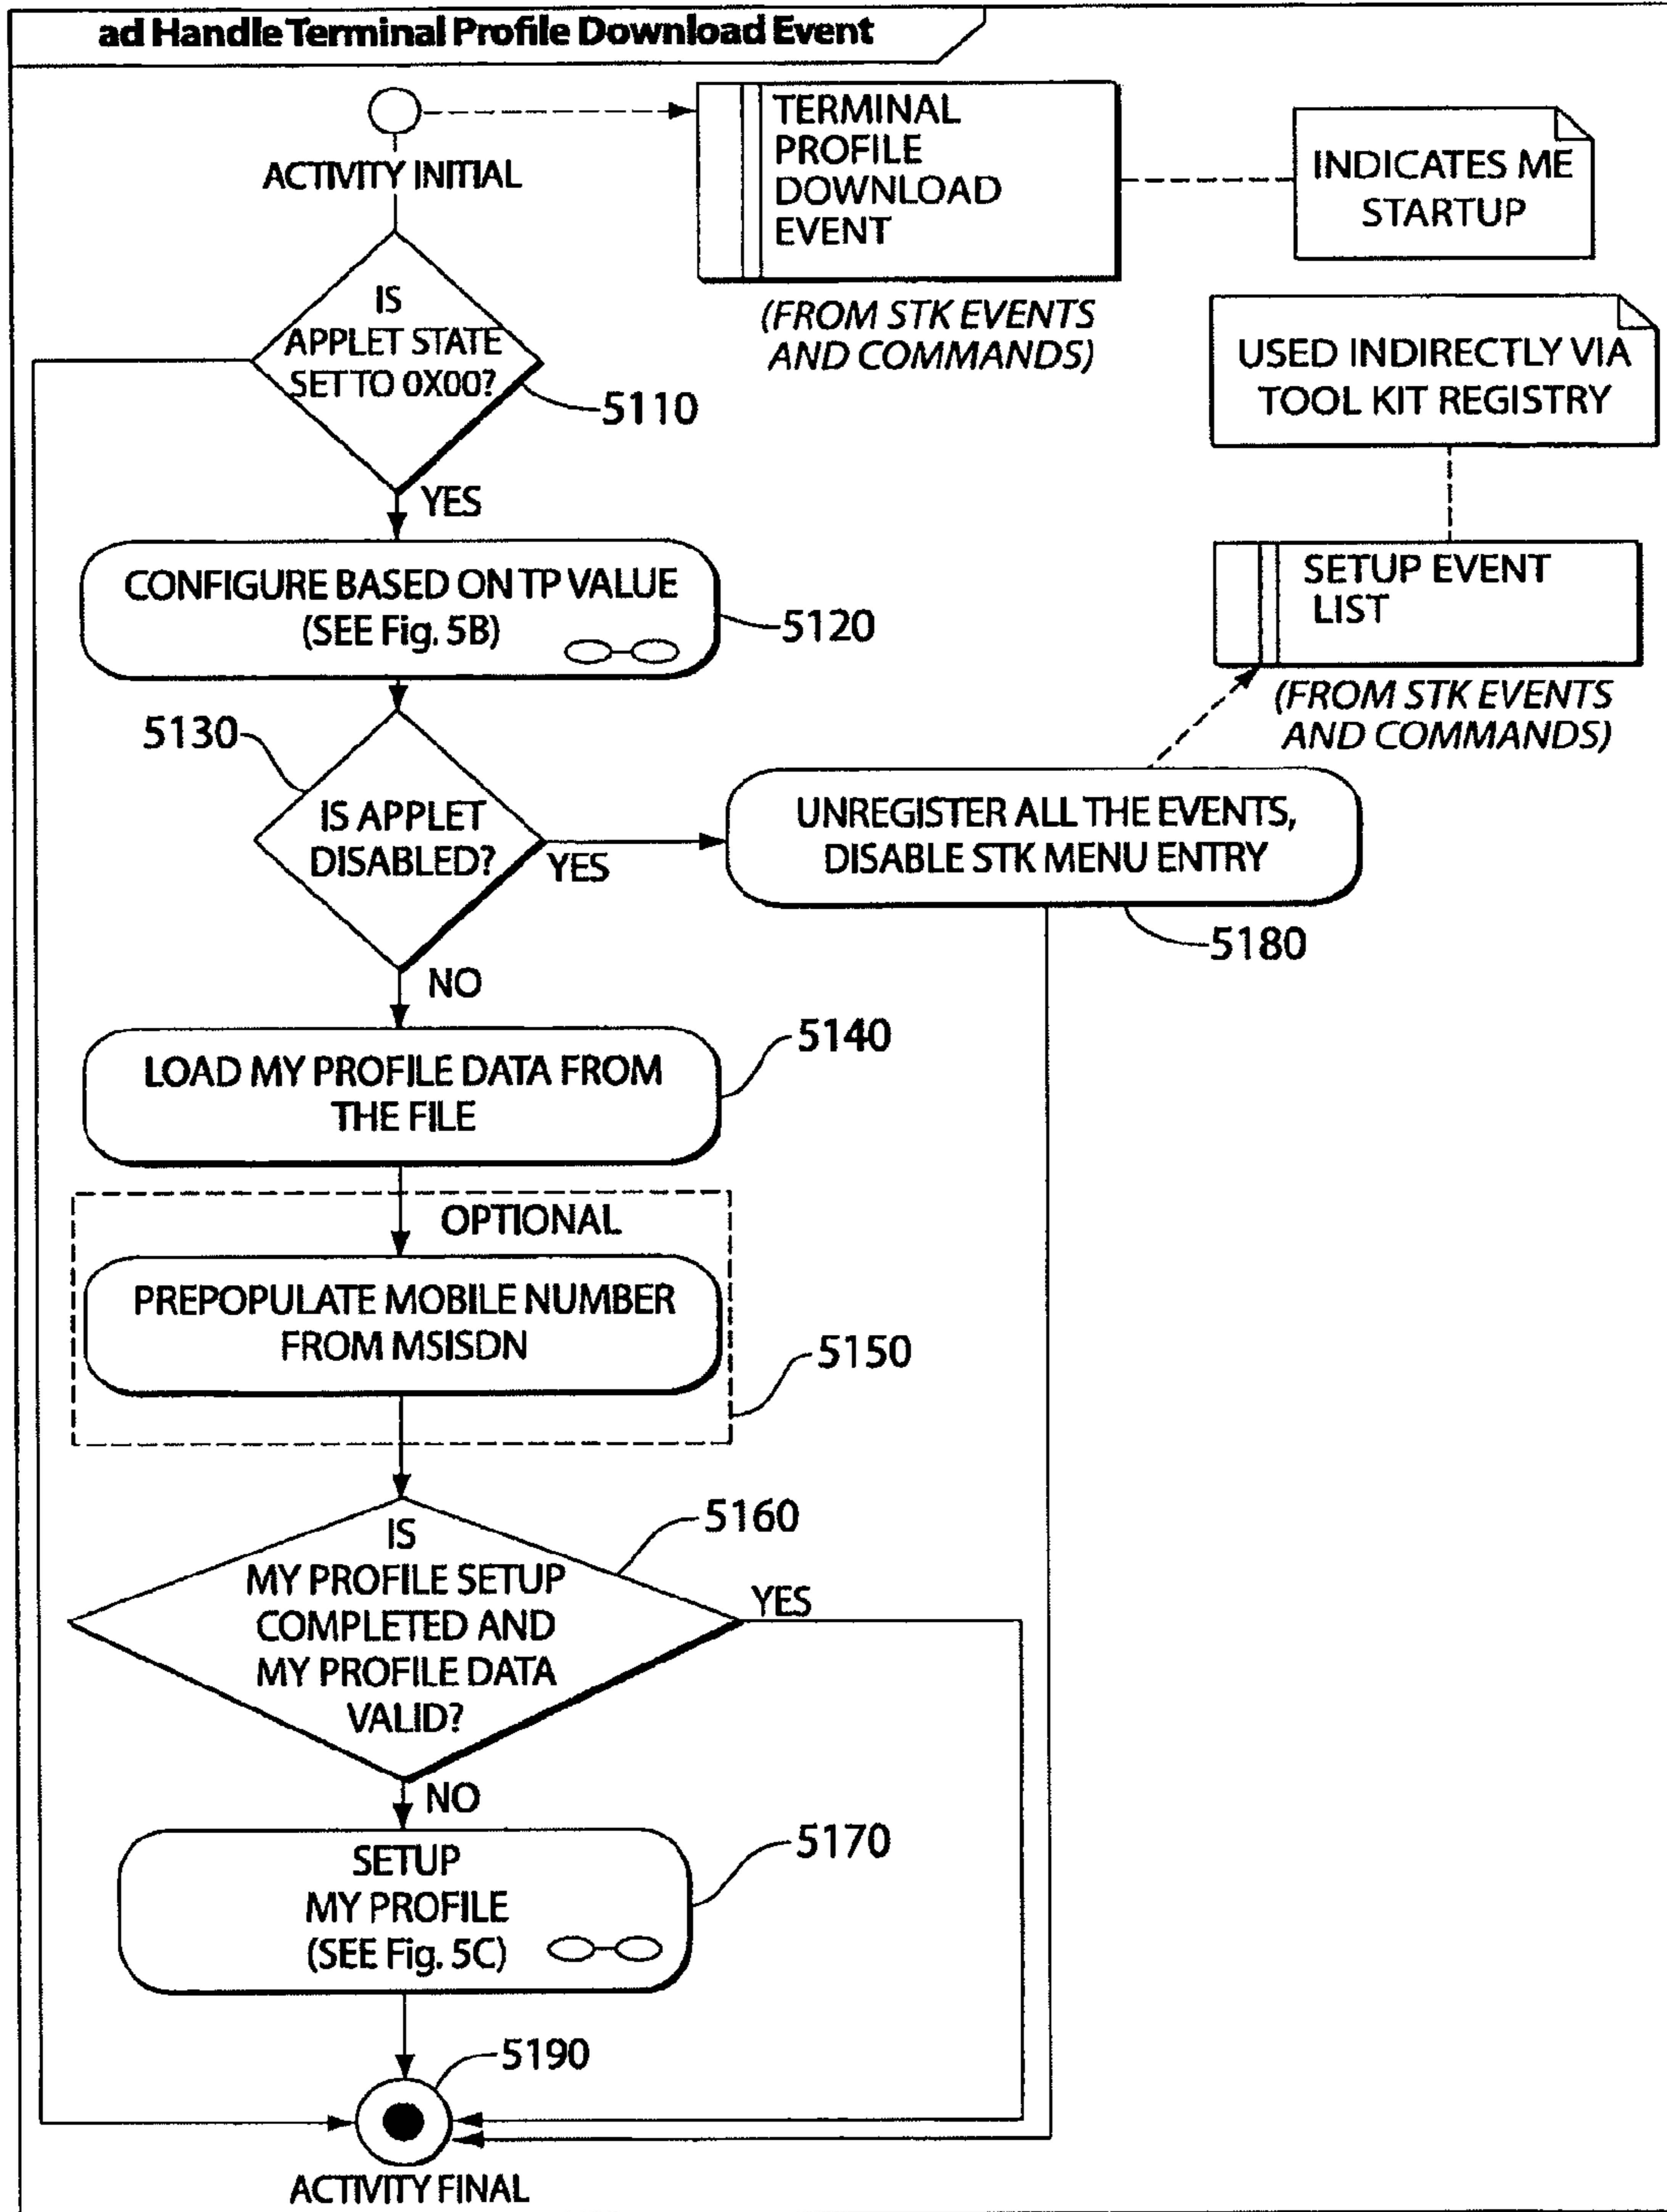 ad Handle Terminal Profile Download Event
ACTIVITY INITIAL
TERMINAL
PROFILE
DOWNLOAD
EVENT
(FROM STK EVENTS
AND COMMANDS)
INDICATES ME
STARTUP
IS
APPLET STATE
SET TO 0X00?
5110
YES
USED INDIRECTLY VIA
TOOL KIT REGISTRY
SETUP EVENT
LIST
(FROM STK EVENTS
AND COMMANDS)
CONFIGURE BASED ON TP VALUE
(SEE Fig. 5B)
5120
5130
IS APPLET
DISABLED?
YES
NO
UNREGISTER ALL THE EVENTS,
DISABLE STK MENU ENTRY
5180
LOAD MY PROFILE DATA FROM
THE FILE
5140
OPTIONAL
PREPOPULATE MOBILE NUMBER
FROM MSISDN
5150
IS
MY PROFILE SETUP
COMPLETED AND
MY PROFILE DATA
VALID?
5160
YES
NO
SETUP
MY PROFILE
(SEE Fig. 5C)
5170
5190
ACTIVITY FINAL